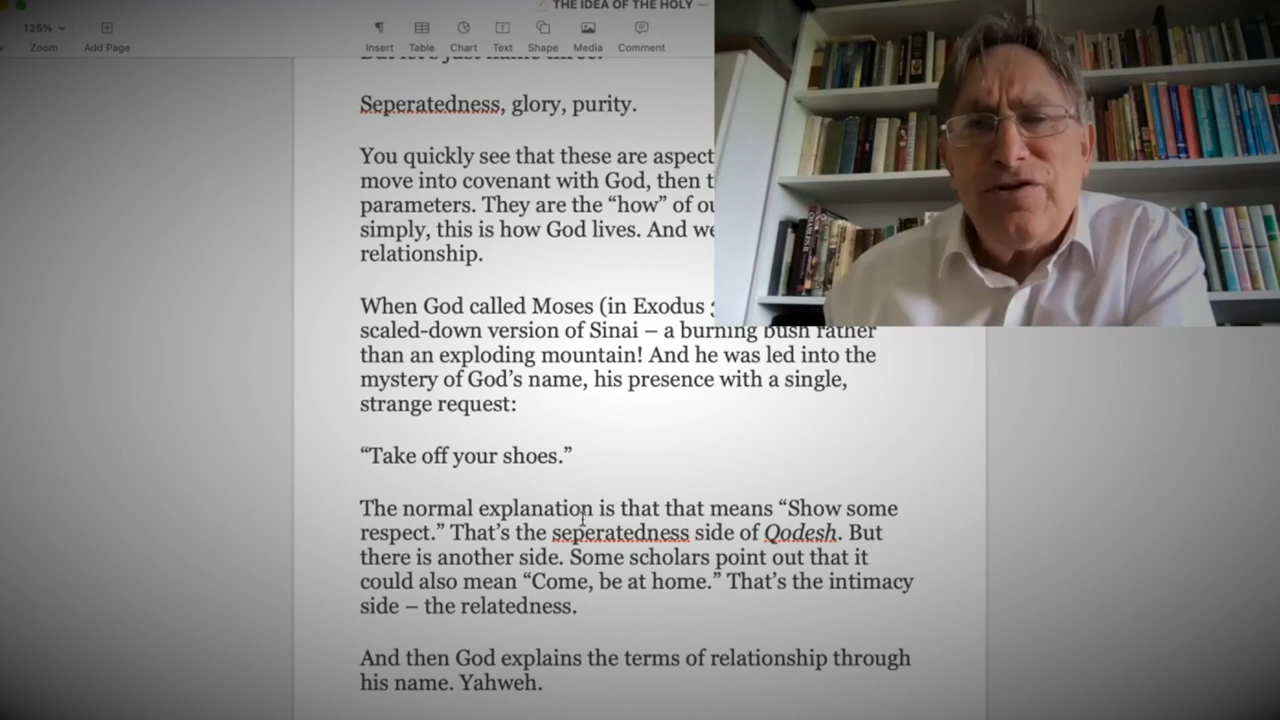 THE IDEA OF THE HOLY —
125%
Zoom
Add Page
Insert
Table
Chart
Text
Shape
Media
Comment
But let's just name three.
Seperatedness, glory, purity.
You quickly see that these are aspect
move into covenant with God, then t
parameters. They are the “how” of ou
simply, this is how God lives. And we
relationship.
When God called Moses (in Exodus
scaled-down version of Sinai – a burning bush rather
than an exploding mountain! And he was led into the
mystery of God’s name, his presence with a single,
strange request:
“Take off your shoes.”
The normal explanation is that that means “Show some
respect.” That’s the seperatedness side of Qodesh. But
there is another side. Some scholars point out that it
could also mean “Come, be at home.” That’s the intimacy
side – the relatedness.
And then God explains the terms of relationship through
his name. Yahweh.